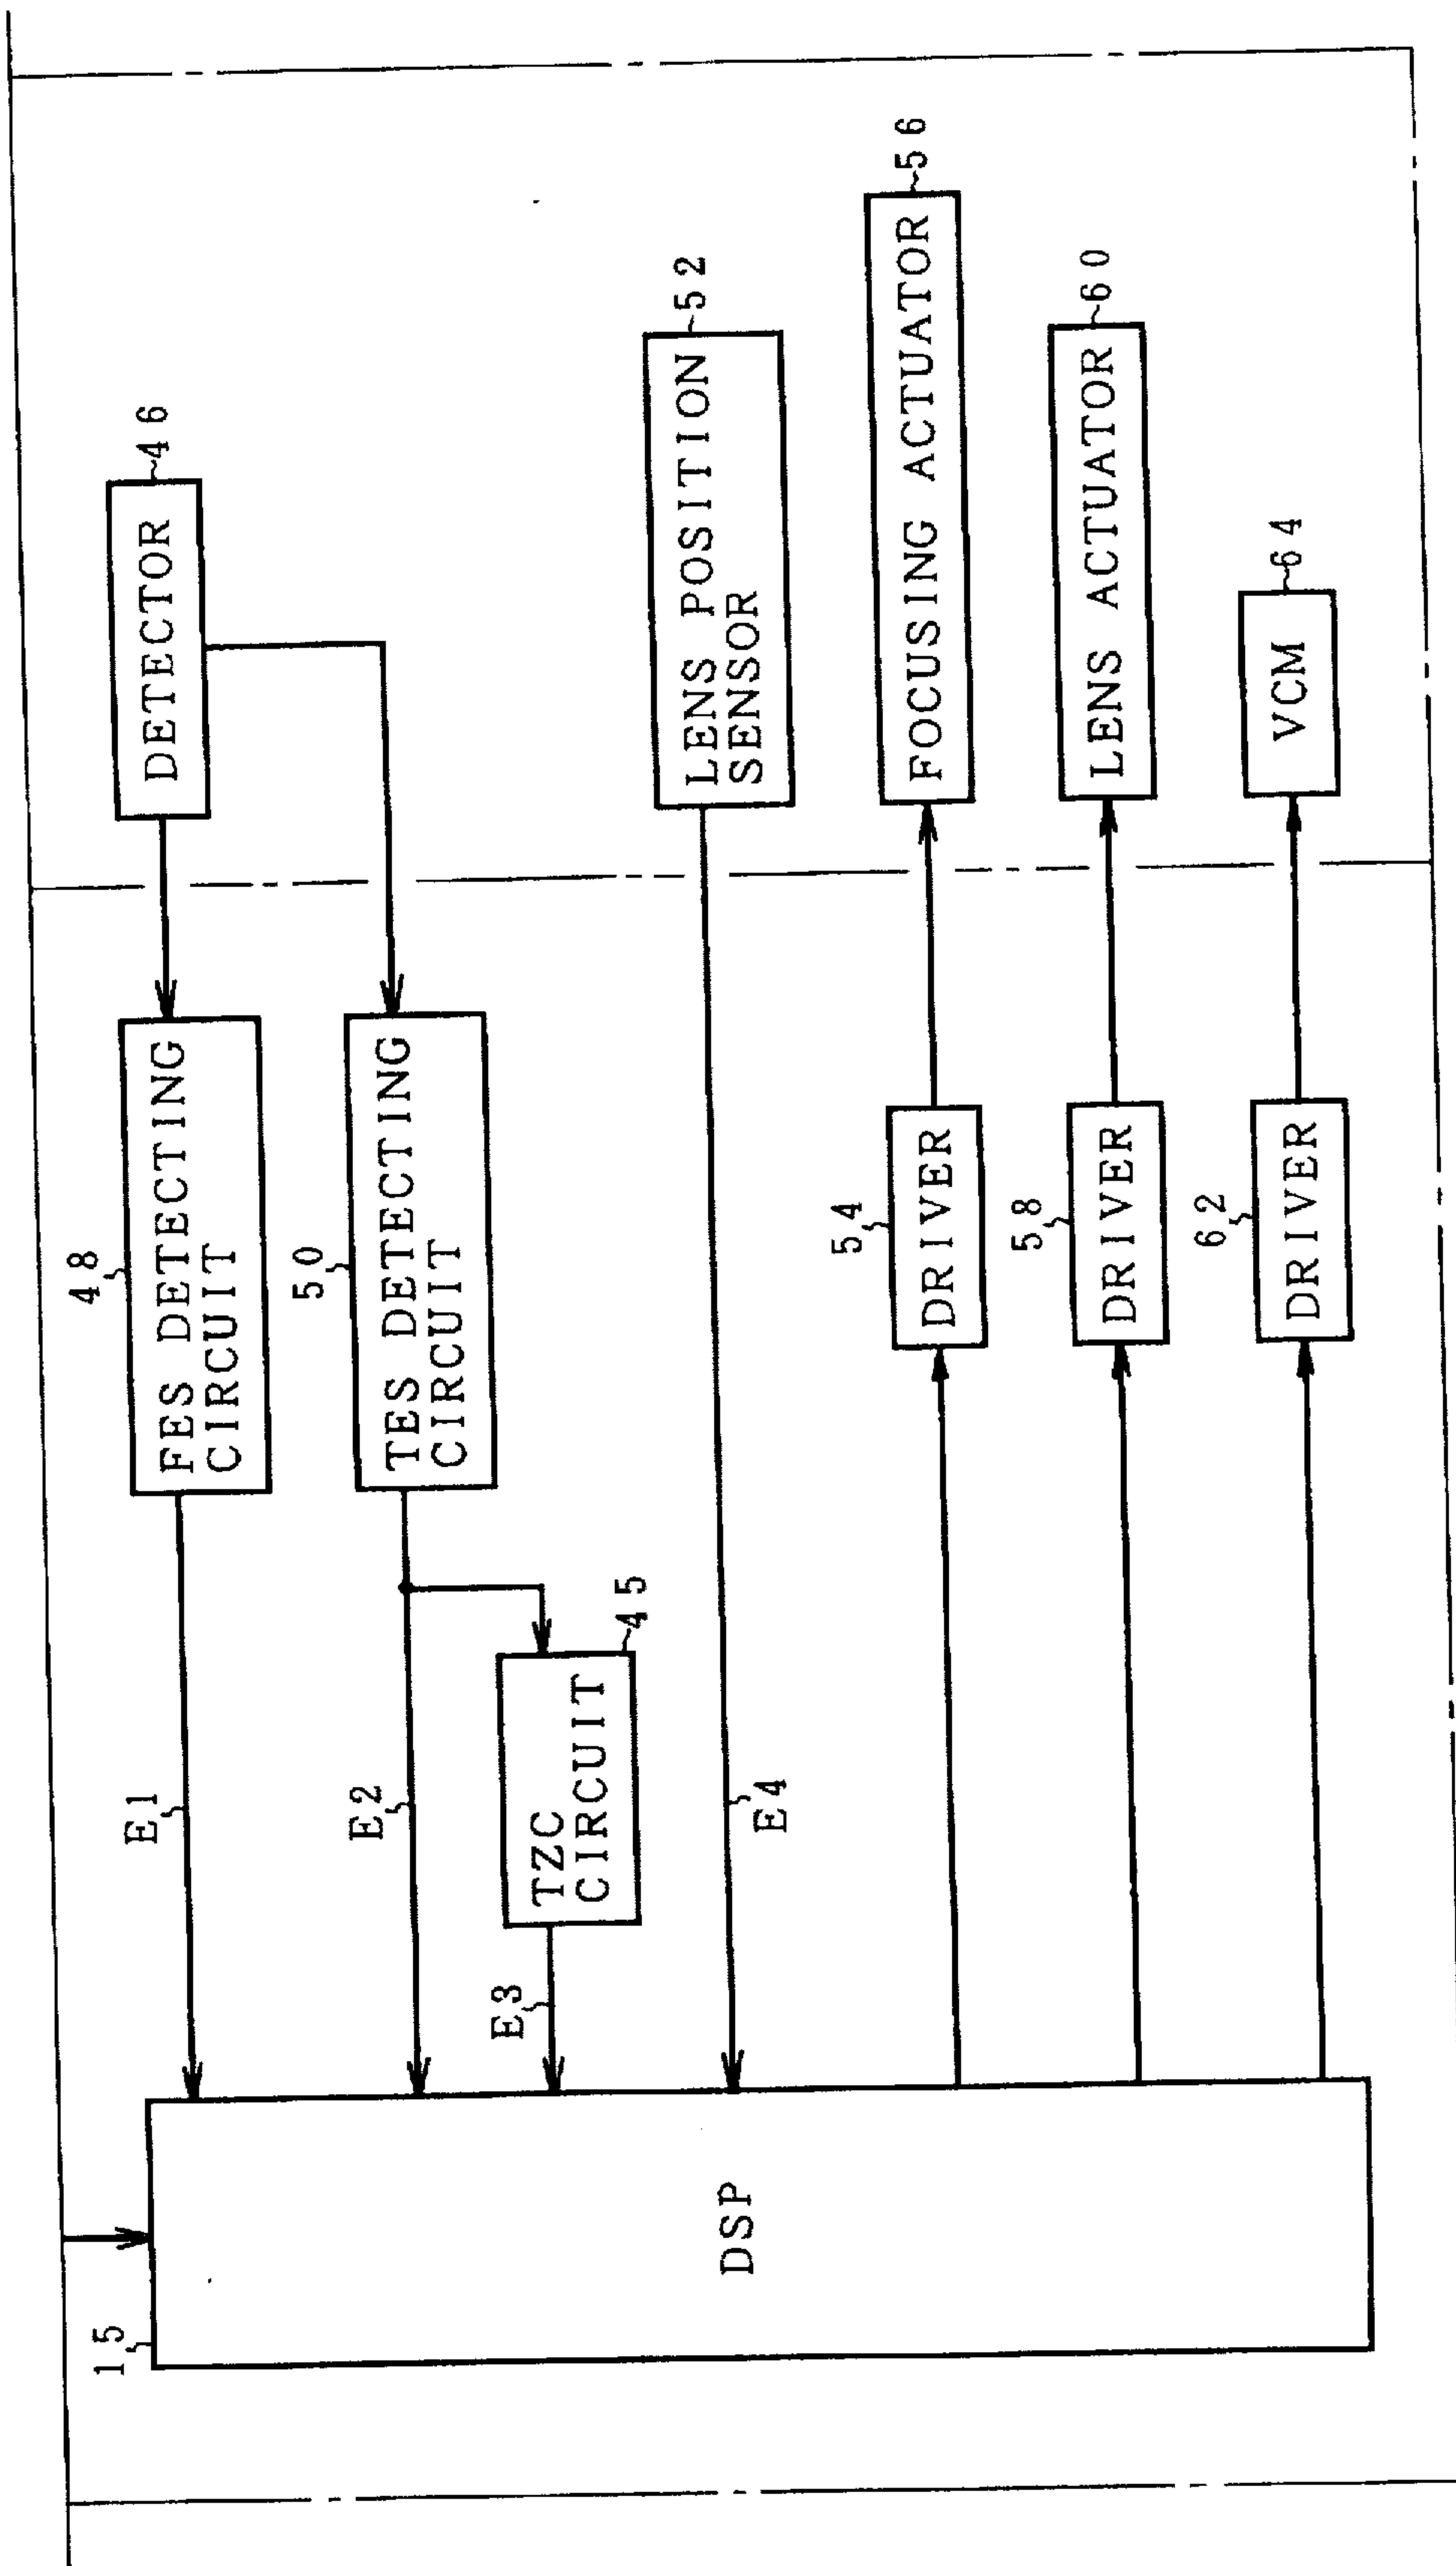 15
DSP
E1
48
FES DETECTING
CIRCUIT
DETECTOR
46
E2
50
TES DETECTING
CIRCUIT
E3
TZC
CIRCUIT
45
E4
LENS POSITION
SENSOR
52
54
DRIVER
FOCUSING ACTUATOR
56
58
DRIVER
LENS ACTUATOR
60
62
DRIVER
VCM
64